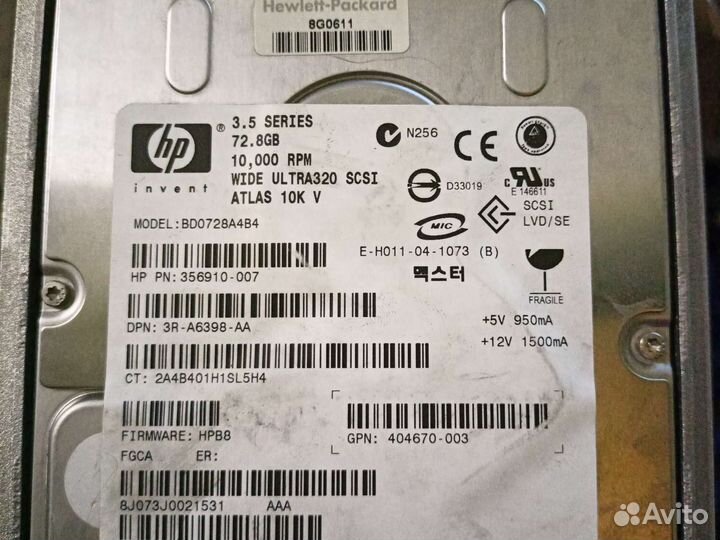 Hewlett-Packard
8G0611
hp
®
invent
3.5 SERIES
72.8GB
10,000 RPM
WIDE ULTRA320 SCSI
ATLAS 10K V
N256
CE
D33019
C RU US
E 146611
SCSI
LVD/SE
MIC
MODEL:BD0728A4B4
E-H011-04-1073 (B)
HP PN:356910-007
맥스터
FRAGILE
DPN: 3R-A6398-AA
+5V 950mA
+12V 1500mA
CT: 2A4B401H1SL5H4
FIRMWARE: HPB8
GPN: 404670-003
FGCA ER:
8J073J0021531 AAA
Avito